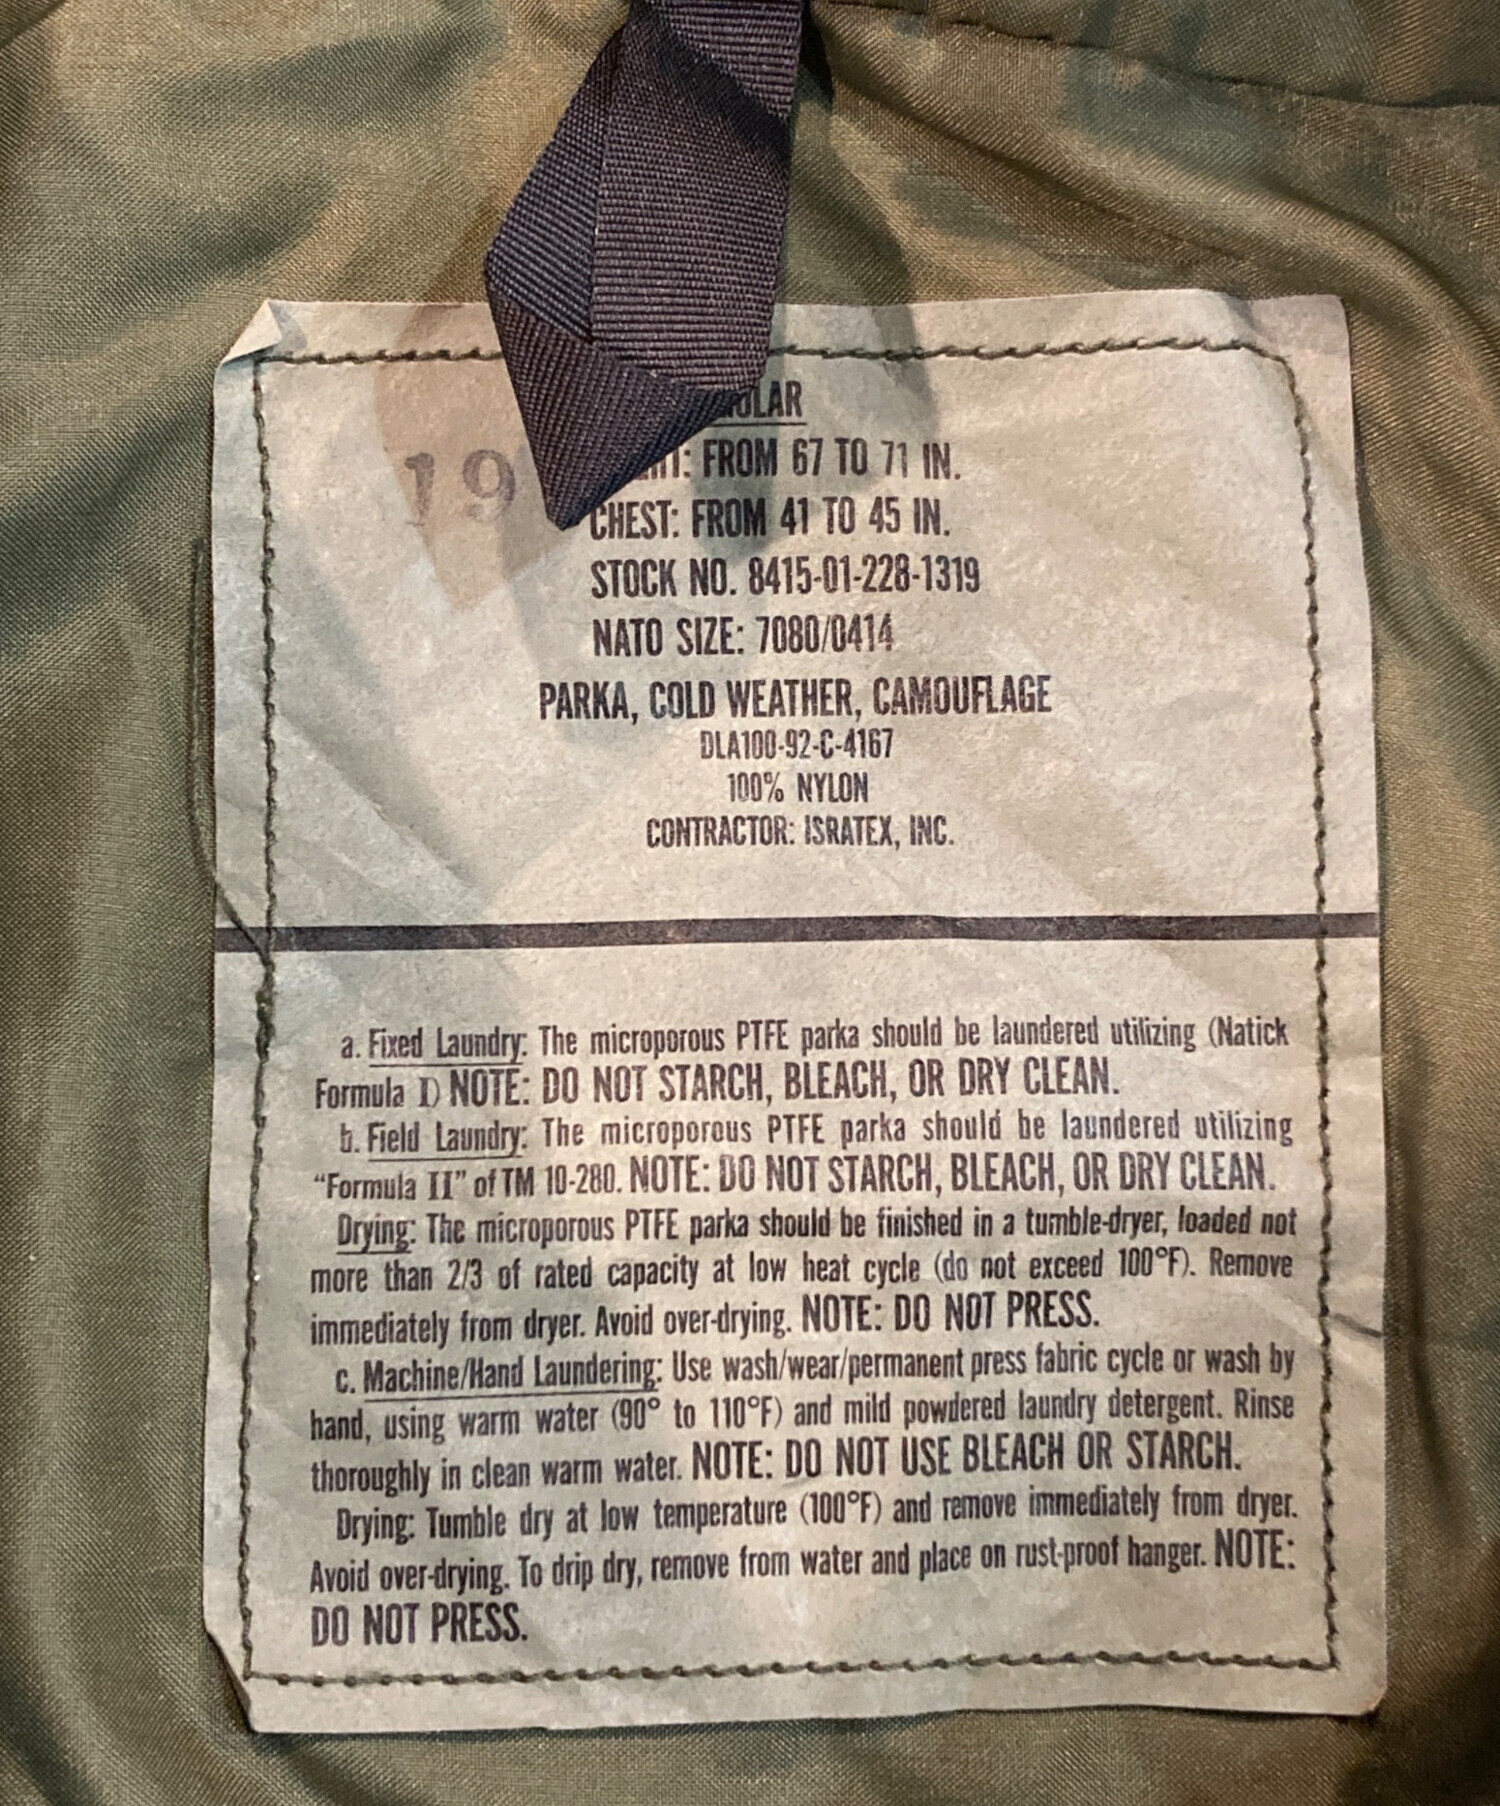 19
FROM 67 TO 71 IN.
CHEST: FROM 41 TO 45 IN.
STOCK NO. 8415-01-228-1319
NATO SIZE: 7080/0414
PARKA, COLD WEATHER, CAMOUFLAGE
DLA100-92-C-4167
100% NYLON
CONTRACTOR: ISRATEX, INC.
a. Fixed Laundry: The microporous PTFE parka should be laundered utilizing (Natick
Formula I) NOTE: DO NOT STARCH, BLEACH, OR DRY CLEAN.
b. Field Laundry: The microporous PTFE parka should be laundered utilizing
“Formula II” of TM 10-280. NOTE: DO NOT STARCH, BLEACH, OR DRY CLEAN.
Drying: The microporous PTFE parka should be finished in a tumble-dryer, loaded not
more than 2/3 of rated capacity at low heat cycle (do not exceed 100°F). Remove
immediately from dryer. Avoid over-drying. NOTE: DO NOT PRESS.
c. Machine/Hand Laundering: Use wash/wear/permanent press fabric cycle or wash by
hand, using warm water (90° to 110°F) and mild powdered laundry detergent. Rinse
thoroughly in clean warm water. NOTE: DO NOT USE BLEACH OR STARCH.
Drying: Tumble dry at low temperature (100°F) and remove immediately from dryer.
Avoid over-drying. To drip dry, remove from water and place on rust-proof hanger. NOTE:
DO NOT PRESS.